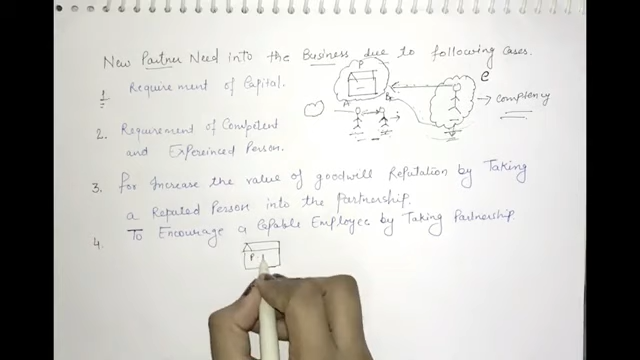 New Partner Need into the Business due to following Cases.
1 Requirement of Capital.
P
A
B
C
→ Comptency
2. Requirement of Competent
and Expereinced Person.
3. for Increase the value of goodwill Reputation by Taking
a Reputed Person into the Partnership.
4. To Encourage a Capable Employee by Taking Partnership
P